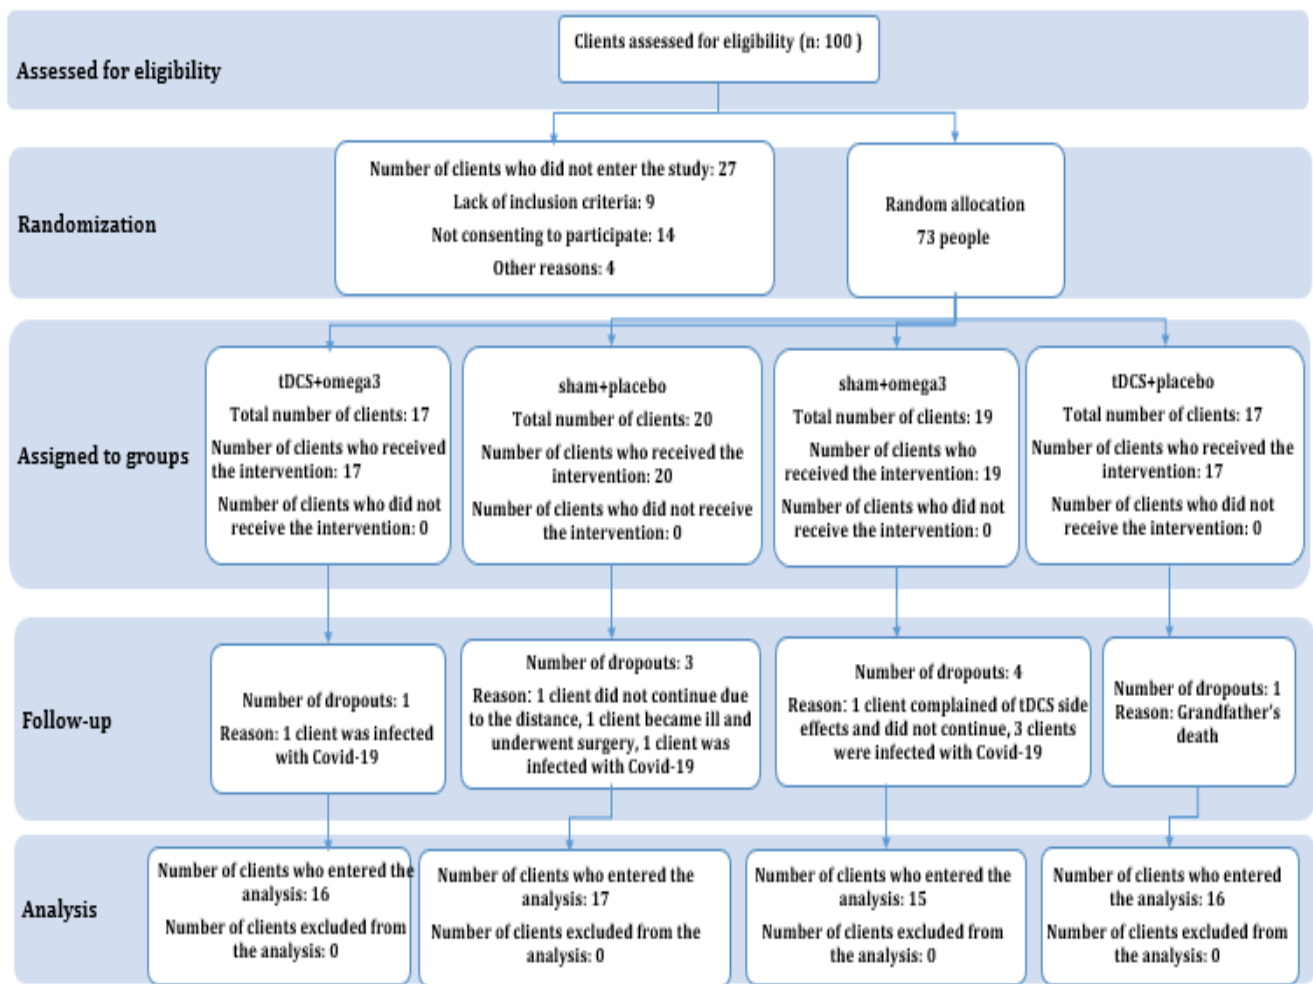 Clients assessed for eligibility (n: 100 )
Assessed for eligibility
Number of clients who did not enter the study: 27
Lack of inclusion criteria: 9
Not consenting to participate: 14
Other reasons: 4
Random allocation
73 people
Randomization
tDCS+omega3
Total number of clients: 17
Number of clients who received
the intervention: 17
Number of clients who did not
receive the intervention: 0
sham+placebo
Total number of clients: 20
Number of clients who received the
intervention: 20
Number of clients who did not receive
the intervention: 0
sham+omega3
Total number of clients: 19
Number of clients who
received the intervention: 19
Number of clients who did not
receive the intervention: 0
tDCS+placebo
Total number of clients: 17
Number of clients who received the
intervention: 17
Number of clients who did not
receive the intervention: 0
Assigned to groups
Number of dropouts: 1
Reason: 1 client was infected
with Covid-19
Number of dropouts: 3
Reason: 1 client did not continue due
to the distance, 1 client became ill and
underwent surgery, 1 client was
infected with Covid-19
Number of dropouts: 4
Reason: 1 client complained of tDCS side
effects and did not continue, 3 clients
were infected with Covid-19
Number of dropouts: 1
Reason: Grandfather's
death
Follow-up
Number of clients who entered the
analysis: 16
Number of clients excluded from
the analysis: 0
Number of clients who entered the
analysis: 17
Number of clients excluded from the
analysis: 0
Number of clients who entered the
analysis: 15
Number of clients excluded from
the analysis: 0
Number of clients who entered
the analysis: 16
Number of clients excluded from
the analysis: 0
Analysis